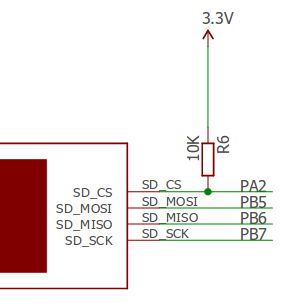 3.3V
10K R6
SD_CS SD_CS PA2
SD_MOSI SD_MOSI PB5
SD_MISO SD_MISO PB6
SD_SCK SD_SCK PB7